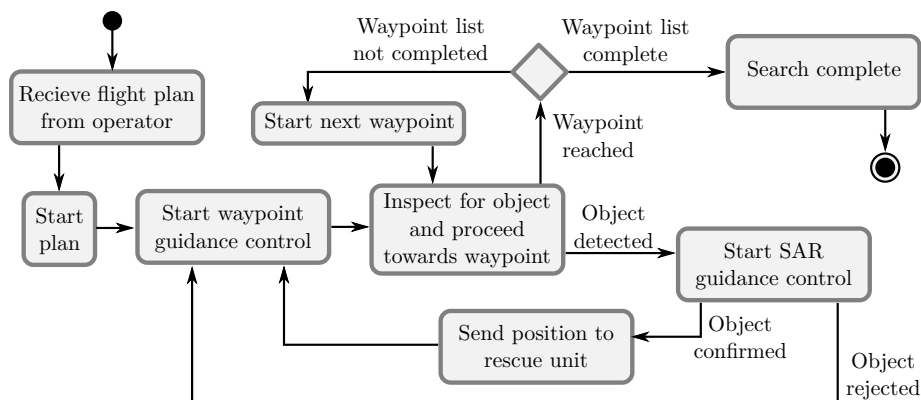 Recieve flight plan
from operator
Start
plan
Start waypoint
guidance control
Waypoint list
not completed
Start next waypoint
Waypoint list
complete
Search complete
Waypoint
reached
Inspect for object
and proceed
towards waypoint
Object
detected
Start SAR
guidance control
Object
confirmed
Send position to
rescue unit
Object
rejected